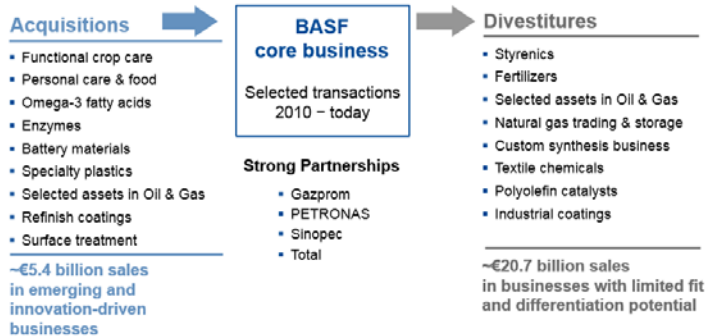 Acquisitions
▪ Functional crop care
▪ Personal care & food
▪ Omega-3 fatty acids
▪ Enzymes
▪ Battery materials
▪ Specialty plastics
▪ Selected assets in Oil & Gas
▪ Refinish coatings
▪ Surface treatment
~€5.4 billion sales
in emerging and
innovation-driven
businesses
BASF
core business
Selected transactions
2010 − today
Strong Partnerships
▪ Gazprom
▪ PETRONAS
▪ Sinopec
▪ Total
Divestitures
▪ Styrenics
▪ Fertilizers
▪ Selected assets in Oil & Gas
▪ Natural gas trading & storage
▪ Custom synthesis business
▪ Textile chemicals
▪ Polyolefin catalysts
▪ Industrial coatings
~€20.7 billion sales
in businesses with limited fit
and differentiation potential